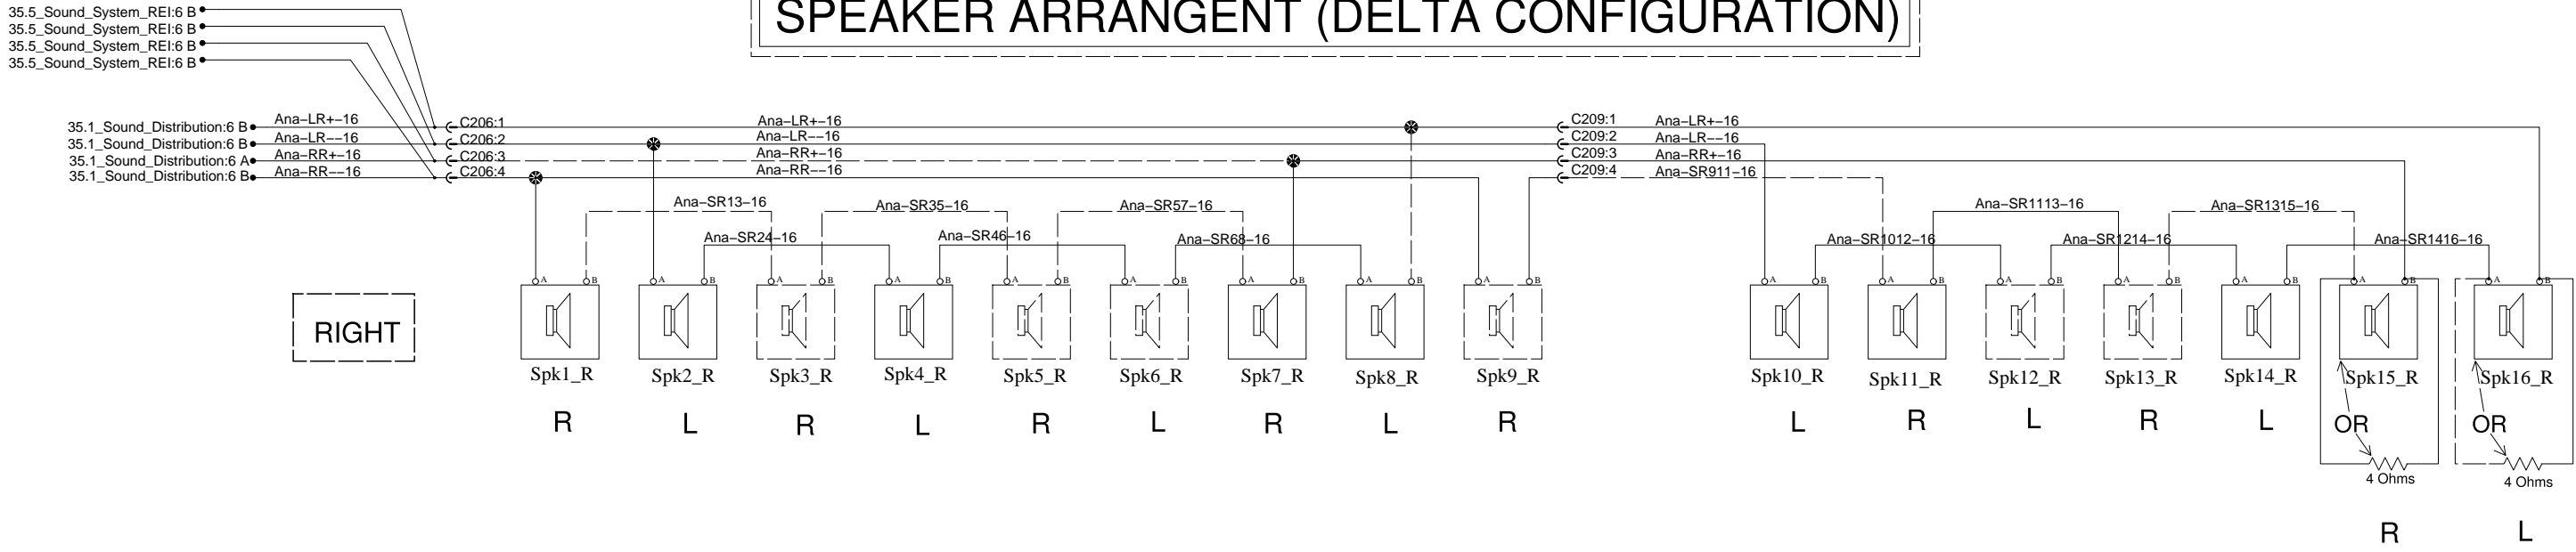 SPEAKER ARRANGENT (DELTA CONFIGURATION)
35.5_Sound_System_REI:6 B
35.5_Sound_System_REI:6 B
35.5_Sound_System_REI:6 B
35.5_Sound_System_REI:6 B
35.1_Sound_Distribution:6 B Ana-LR+-16 C206:1 Ana-LR+-16 C209:1 Ana-LR+-16
35.1_Sound_Distribution:6 B Ana-LR--16 C206:2 Ana-LR--16 C209:2 Ana-LR--16
35.1_Sound_Distribution:6 A Ana-RR+-16 C206:3 Ana-RR+-16 C209:3 Ana-RR+-16
35.1_Sound_Distribution:6 B Ana-RR--16 C206:4 Ana-RR--16 C209:4 Ana-SR911-16
Ana-SR13-16 Ana-SR35-16 Ana-SR57-16 Ana-SR1113-16 Ana-SR1315-16
Ana-SR24-16 Ana-SR46-16 Ana-SR68-16 Ana-SR1012-16 Ana-SR1214-16 Ana-SR1416-16
A B A B A B A B A B A B A B A B A B A B A B A B A B A B A B A B
RIGHT
Spk1_R Spk2_R Spk3_R Spk4_R Spk5_R Spk6_R Spk7_R Spk8_R Spk9_R Spk10_R Spk11_R Spk12_R Spk13_R Spk14_R Spk15_R Spk16_R
R L R L R L R L R L R L R L OR OR
4 Ohms 4 Ohms
R L